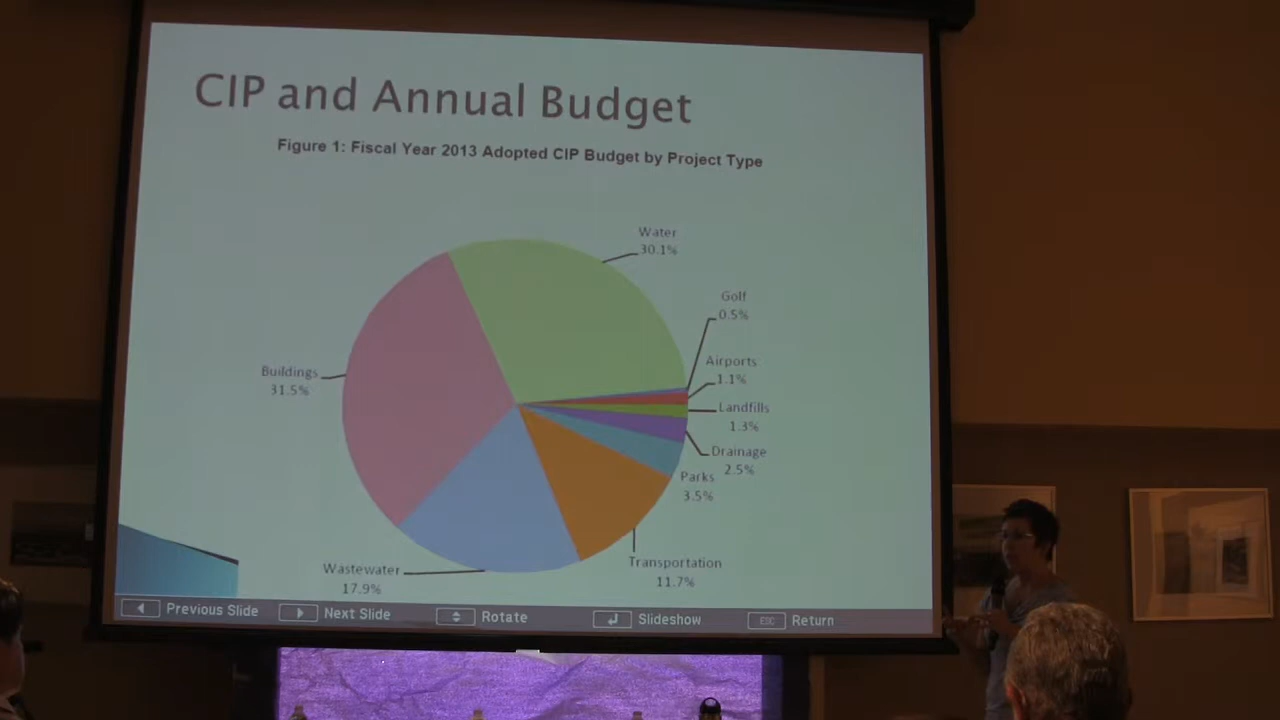 CIP and Annual Budget
Figure 1: Fiscal Year 2013 Adopted CIP Budget by Project Type
Water
30.1%
Golf
0.5%
Airports
1.1%
Landfills
1.3%
Drainage
2.5%
Parks
3.5%
Transportation
11.7%
Wastewater
17.9%
Buildings
31.5%
Previous Slide Next Slide Rotate Slideshow ESC Return